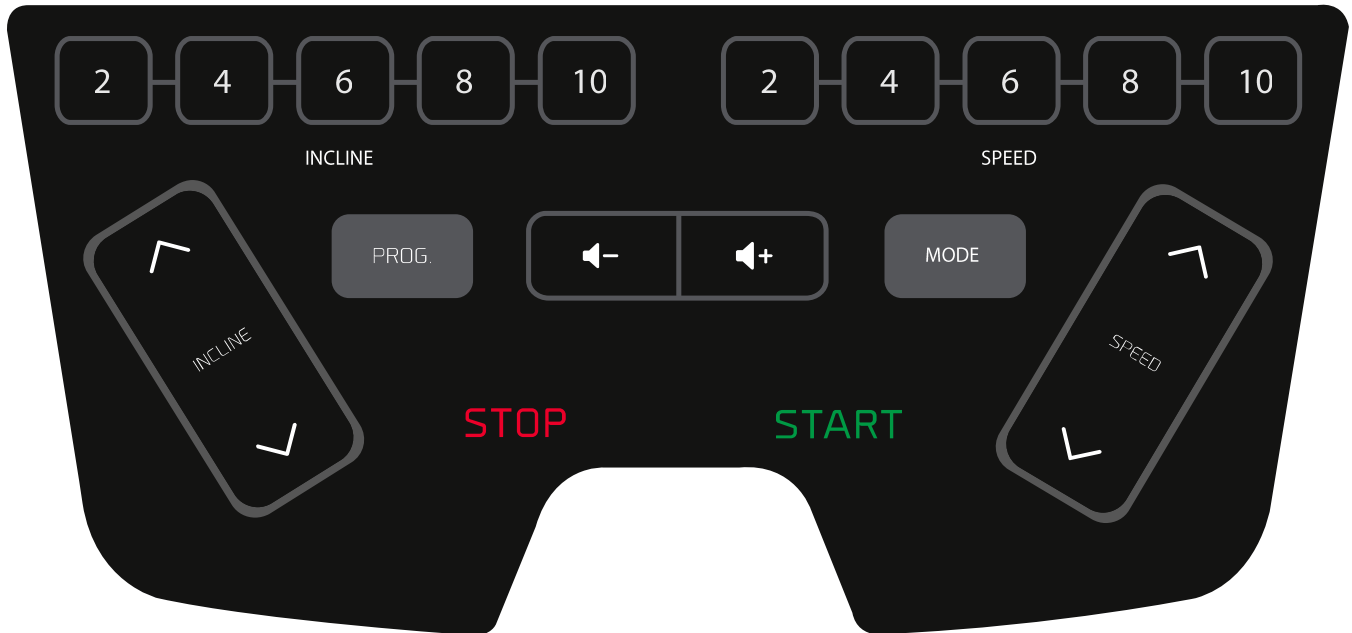 2 4 6 8 10
INCLINE
2 4 6 8 10
SPEED
PROG.
MODE
INCLINE
SPEED
STOP
START